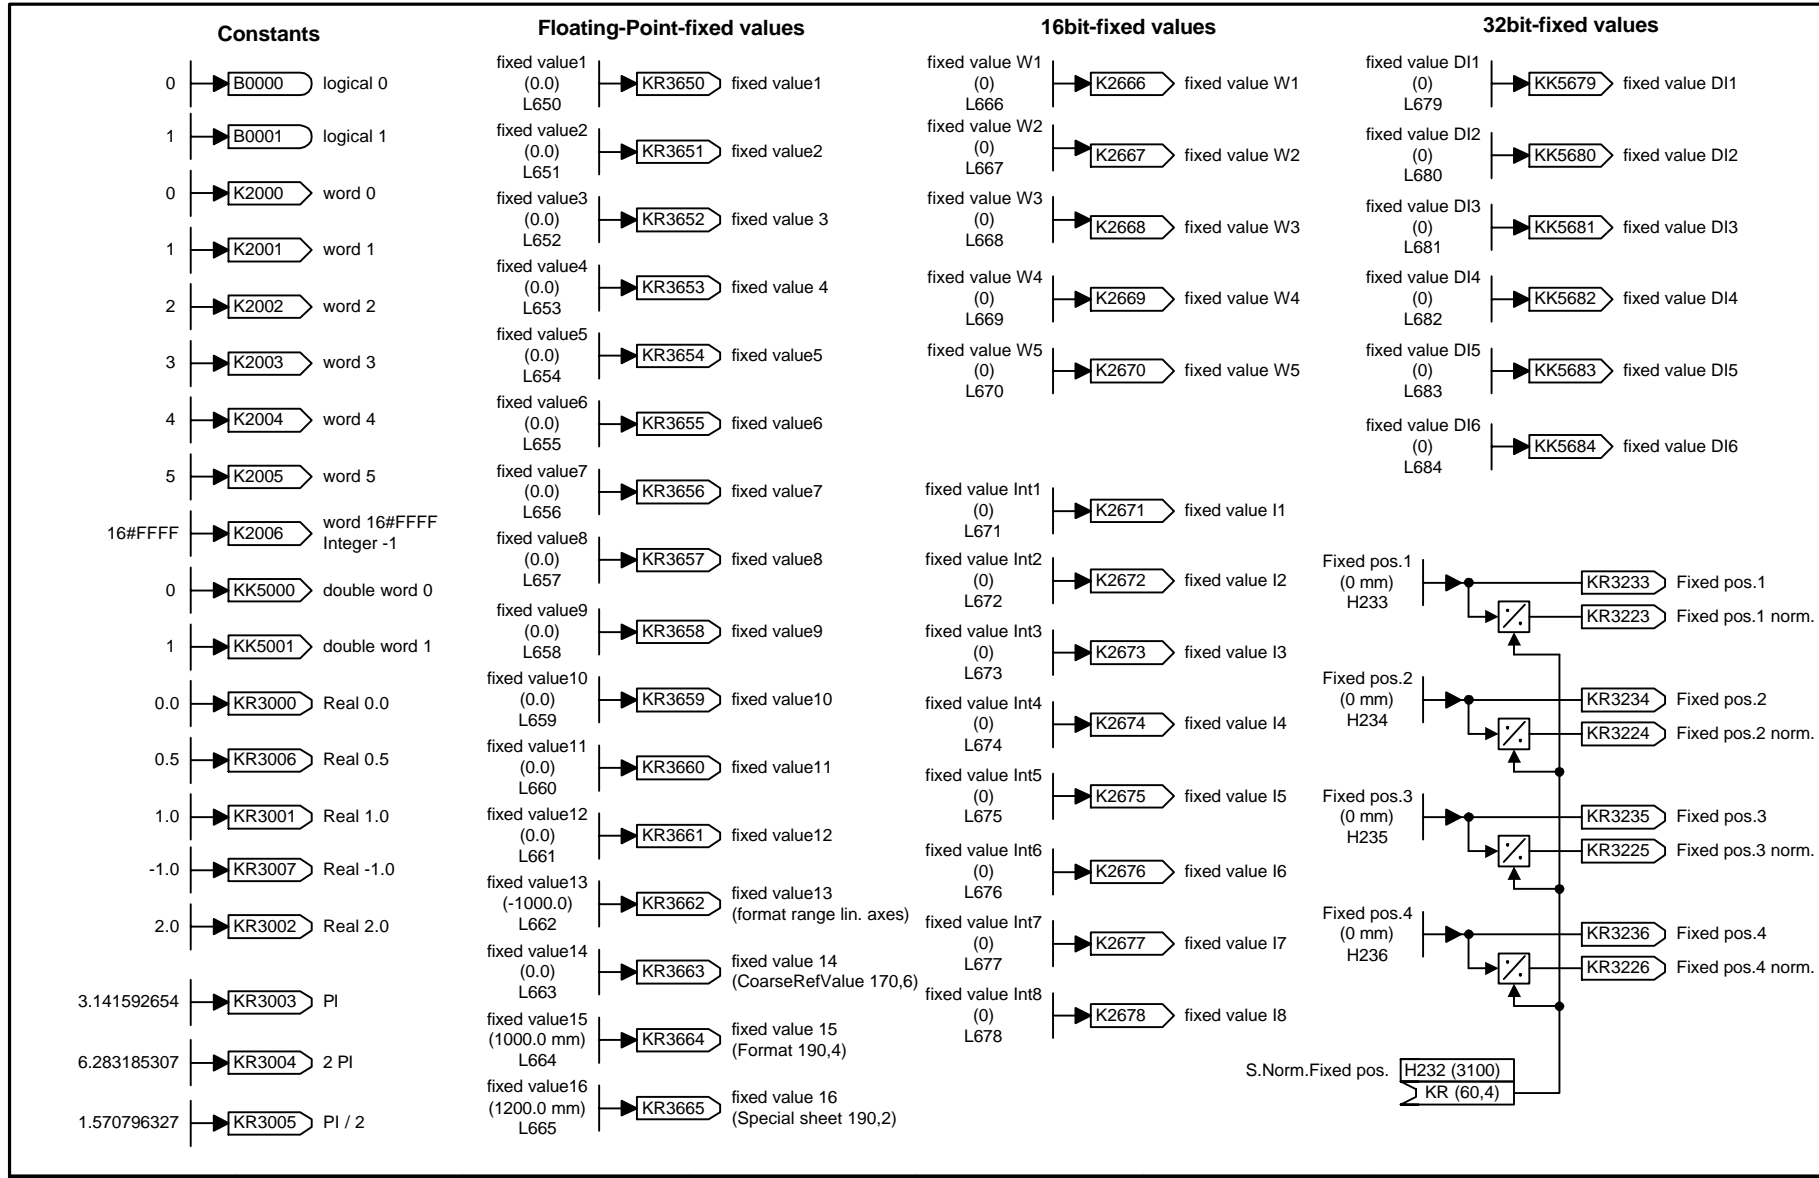 Constants
0
B0000
logical 0
1
B0001
logical 1
0
K2000
word 0
1
K2001
word 1
2
K2002
word 2
3
K2003
word 3
4
K2004
word 4
5
K2005
word 5
16#FFFF
K2006
word 16#FFFF
Integer -1
0
KK5000
double word 0
1
KK5001
double word 1
0.0
KR3000
Real 0.0
0.5
KR3006
Real 0.5
1.0
KR3001
Real 1.0
-1.0
KR3007
Real -1.0
2.0
KR3002
Real 2.0
3.141592654
KR3003
PI
6.283185307
KR3004
2 PI
1.570796327
KR3005
PI / 2
Floating-Point-fixed values
fixed value1
(0.0)
L650
KR3650
fixed value1
fixed value2
(0.0)
L651
KR3651
fixed value2
fixed value3
(0.0)
L652
KR3652
fixed value 3
fixed value4
(0.0)
L653
KR3653
fixed value 4
fixed value5
(0.0)
L654
KR3654
fixed value5
fixed value6
(0.0)
L655
KR3655
fixed value6
fixed value7
(0.0)
L656
KR3656
fixed value7
fixed value8
(0.0)
L657
KR3657
fixed value8
fixed value9
(0.0)
L658
KR3658
fixed value9
fixed value10
(0.0)
L659
KR3659
fixed value10
fixed value11
(0.0)
L660
KR3660
fixed value11
fixed value12
(0.0)
L661
KR3661
fixed value12
fixed value13
(-1000.0)
L662
KR3662
fixed value13
(format range lin. axes)
fixed value14
(0.0)
L663
KR3663
fixed value 14
(CoarseRefValue 170,6)
fixed value15
(1000.0 mm)
L664
KR3664
fixed value 15
(Format 190,4)
fixed value16
(1200.0 mm)
L665
KR3665
fixed value 16
(Special sheet 190,2)
16bit-fixed values
fixed value W1
(0)
L666
K2666
fixed value W1
fixed value W2
(0)
L667
K2667
fixed value W2
fixed value W3
(0)
L668
K2668
fixed value W3
fixed value W4
(0)
L669
K2669
fixed value W4
fixed value W5
(0)
L670
K2670
fixed value W5
fixed value Int1
(0)
L671
K2671
fixed value I1
fixed value Int2
(0)
L672
K2672
fixed value I2
fixed value Int3
(0)
L673
K2673
fixed value I3
fixed value Int4
(0)
L674
K2674
fixed value I4
fixed value Int5
(0)
L675
K2675
fixed value I5
fixed value Int6
(0)
L676
K2676
fixed value I6
fixed value Int7
(0)
L677
K2677
fixed value I7
fixed value Int8
(0)
L678
K2678
fixed value I8
32bit-fixed values
fixed value DI1
(0)
L679
KK5679
fixed value DI1
fixed value DI2
(0)
L680
KK5680
fixed value DI2
fixed value DI3
(0)
L681
KK5681
fixed value DI3
fixed value DI4
(0)
L682
KK5682
fixed value DI4
fixed value DI5
(0)
L683
KK5683
fixed value DI5
fixed value DI6
(0)
L684
KK5684
fixed value DI6
Fixed pos.1
(0 mm)
H233
KR3233
Fixed pos.1
KR3223
Fixed pos.1 norm.
Fixed pos.2
(0 mm)
H234
KR3234
Fixed pos.2
KR3224
Fixed pos.2 norm.
Fixed pos.3
(0 mm)
H235
KR3235
Fixed pos.3
KR3225
Fixed pos.3 norm.
Fixed pos.4
(0 mm)
H236
KR3236
Fixed pos.4
KR3226
Fixed pos.4 norm.
S.Norm.Fixed pos.
H232 (3100)
KR (60,4)